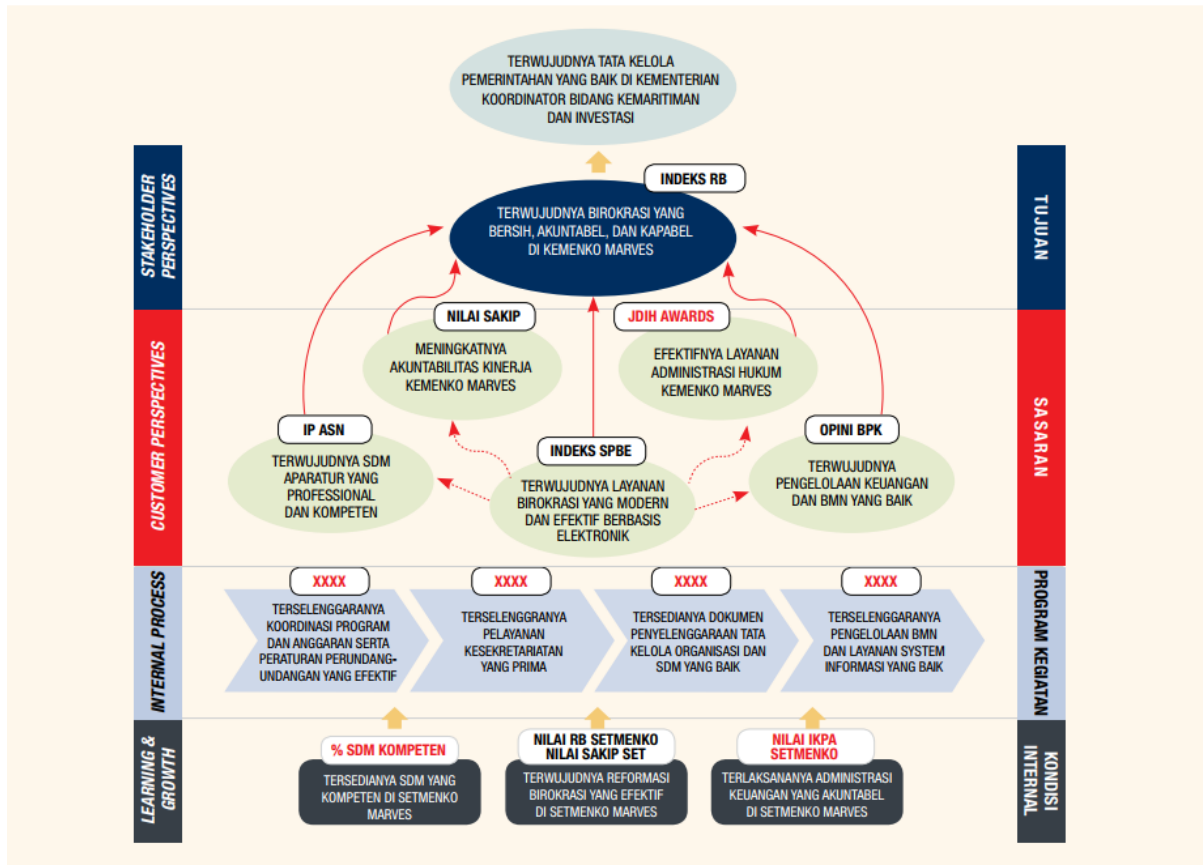 TERWUJUDNYA TATA KELOLA
PEMERINTAHAN YANG BAIK DI KEMENTERIAN
KOORDINATOR BIDANG KEMARITIMAN
DAN INVESTASI
STAKEHOLDER
PERSPECTIVES
INDEKS RB
TERWUJUDNYA BIROKRASI YANG
BERSIH, AKUNTABEL, DAN KAPABEL
DI KEMENKO MARVES
TUJUAN
CUSTOMER PERSPECTIVES
NILAI SAKIP
MENINGKATNYA
AKUNTABILITAS KINERJA
KEMENKO MARVES
JDIH AWARDS
EFEKTIFNYA LAYANAN
ADMINISTRASI HUKUM
KEMENKO MARVES
IP ASN
TERWUJUDNYA SDM
APARATUR YANG
PROFESSIONAL
DAN KOMPETEN
INDEKS SPBE
TERWUJUDNYA LAYANAN
BIROKRASI YANG MODERN
DAN EFEKTIF BERBASIS
ELEKTRONIK
OPINI BPK
TERWUJUDNYA
PENGELOLAAN KEUANGAN
DAN BMN YANG BAIK
SASARAN
INTERNAL PROCESS
XXXX
TERSELENGGARANYA
KOORDINASI PROGRAM
DAN ANGGARAN SERTA
PERATURAN PERUNDANG-
UNDANGAN YANG EFEKTIF
XXXX
TERSELENGGRANYA
PELAYANAN
KESEKRETARIATAN
YANG PRIMA
XXXX
TERSEDIANYA DOKUMEN
PENYELENGGARAAN TATA
KELOLA ORGANISASI DAN
SDM YANG BAIK
XXXX
TERSELENGGARANYA
PENGELOLAAN BMN
DAN LAYANAN SYSTEM
INFORMASI YANG BAIK
PROGRAM KEGIATAN
LEARNING &
GROWTH
% SDM KOMPETEN
TERSEDIANYA SDM YANG
KOMPETEN DI SETMENKO
MARVES
NILAI RB SETMENKO
NILAI SAKIP SET
TERWUJUDNYA REFORMASI
BIROKRASI YANG EFEKTIF
DI SETMENKO MARVES
NILAI IKPA
SETMENKO
TERLAKSANANYA ADMINISTRASI
KEUANGAN YANG AKUNTABEL
DI SETMENKO MARVES
KONDISI
INTERNAL